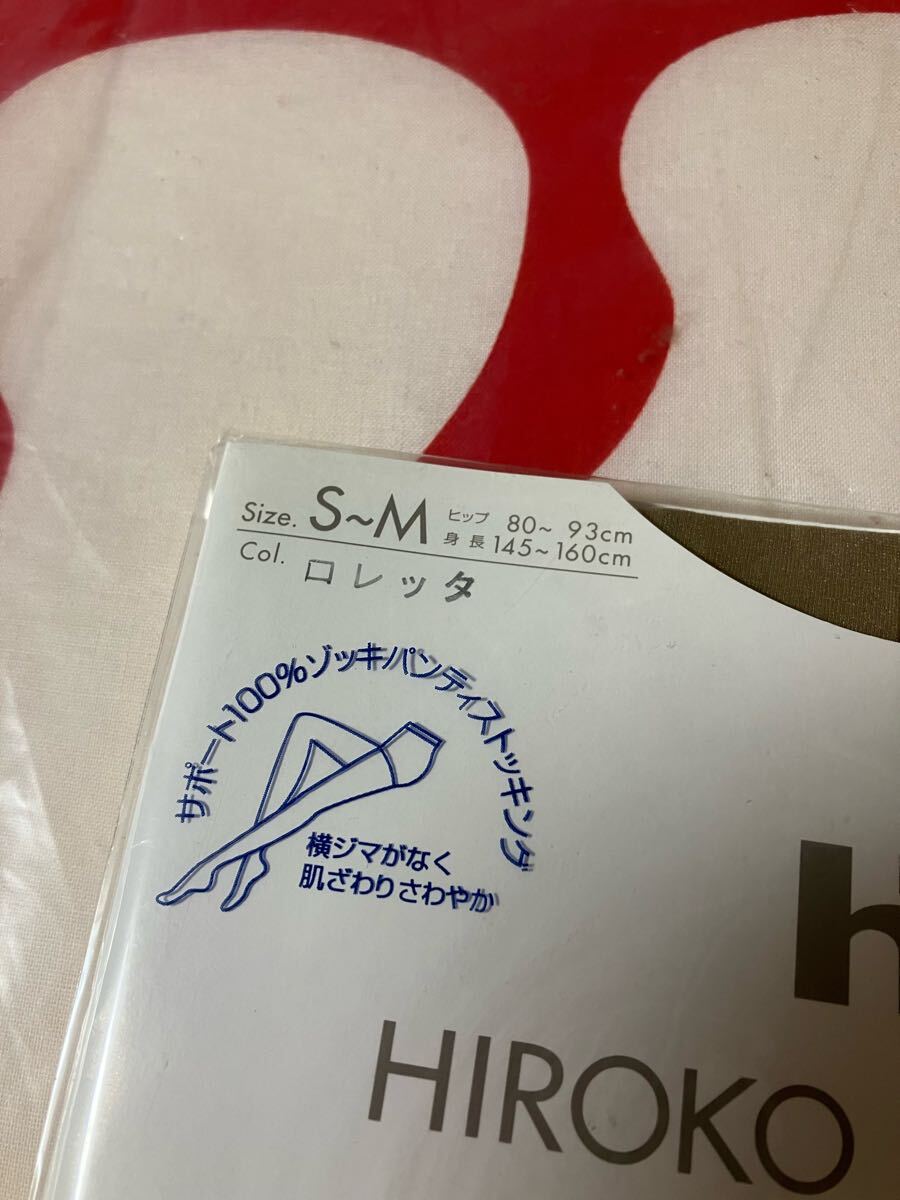 Size. S~M ヒップ 80~ 93cm
身長 145~160cm
Col. ロレッタ
サポート100%ゾッキパンティストッキング
横ジマがなく
肌ざわりさわやか
h
HIROKO